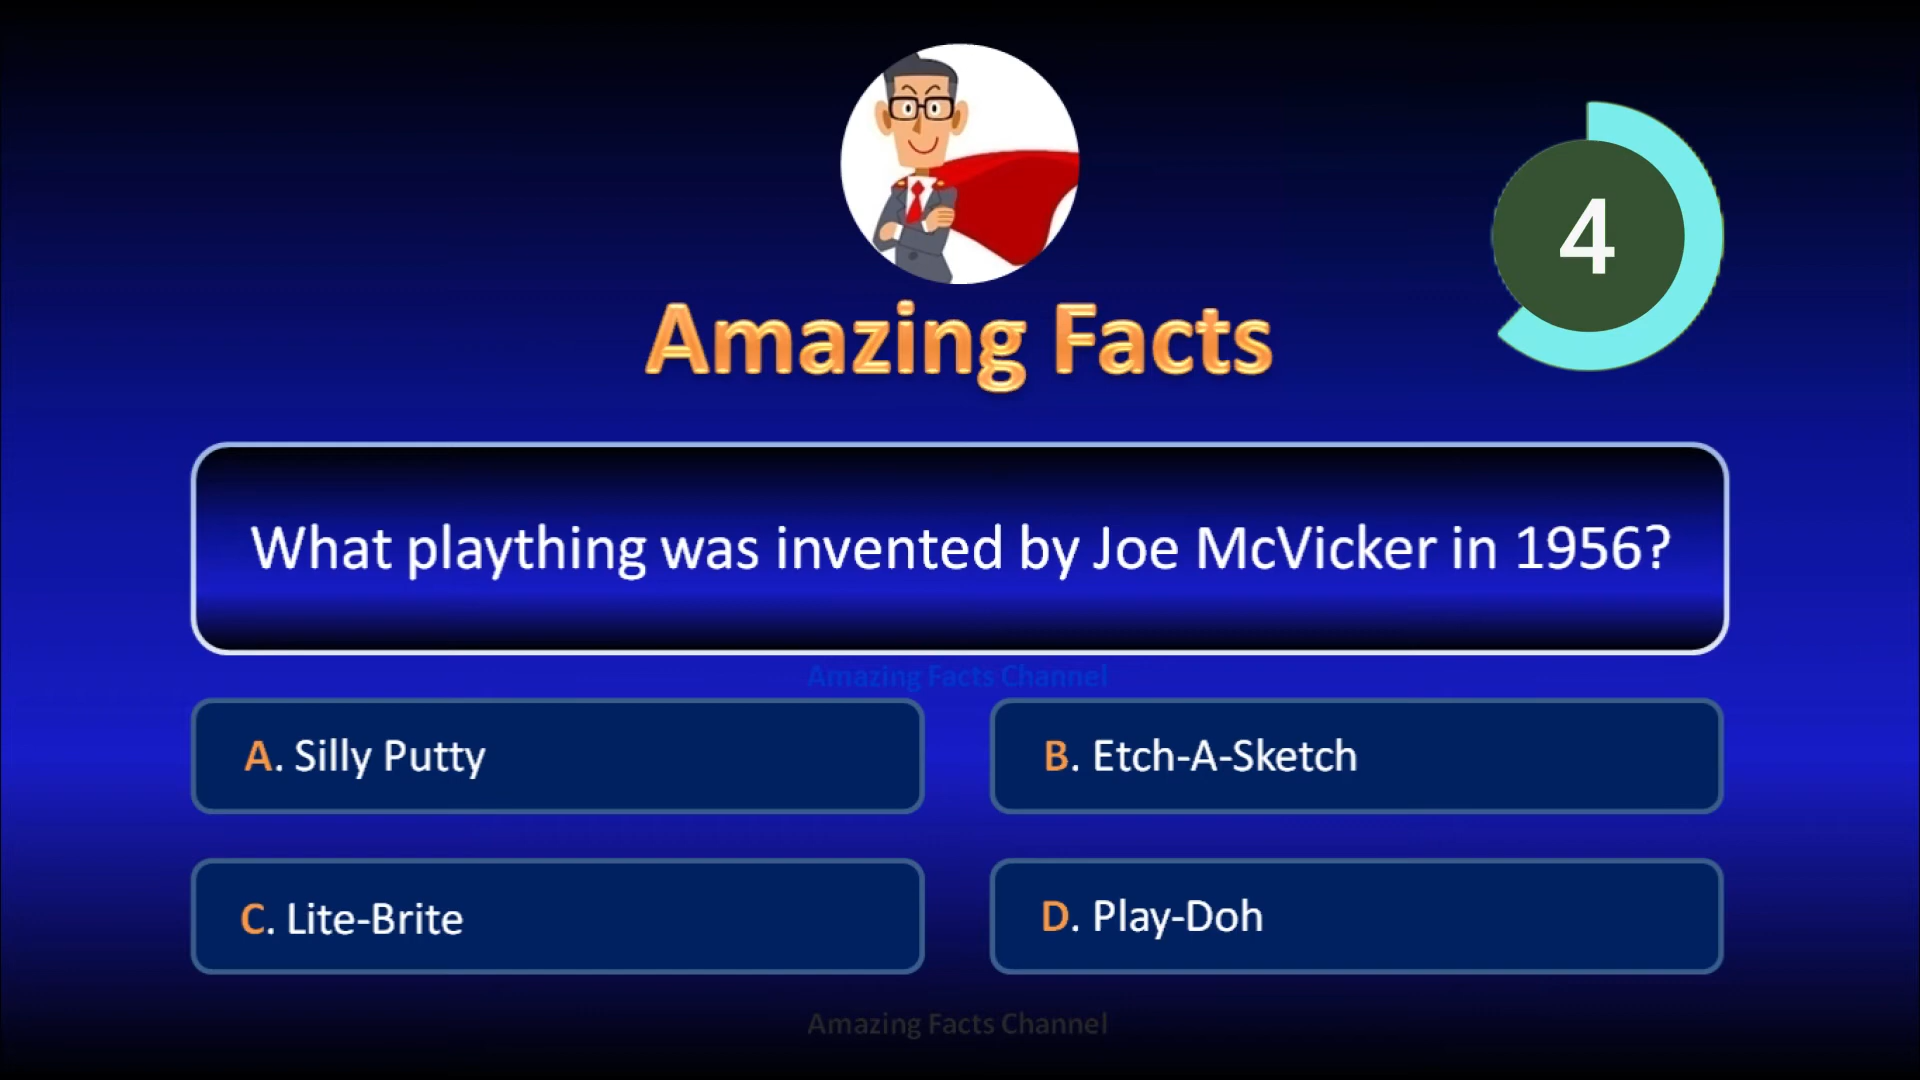 4
Amazing Facts
What plaything was invented by Joe McVicker in 1956?
Amazing Facts Channel
A. Silly Putty
B. Etch-A-Sketch
C. Lite-Brite
D. Play-Doh
Amazing Facts Channel